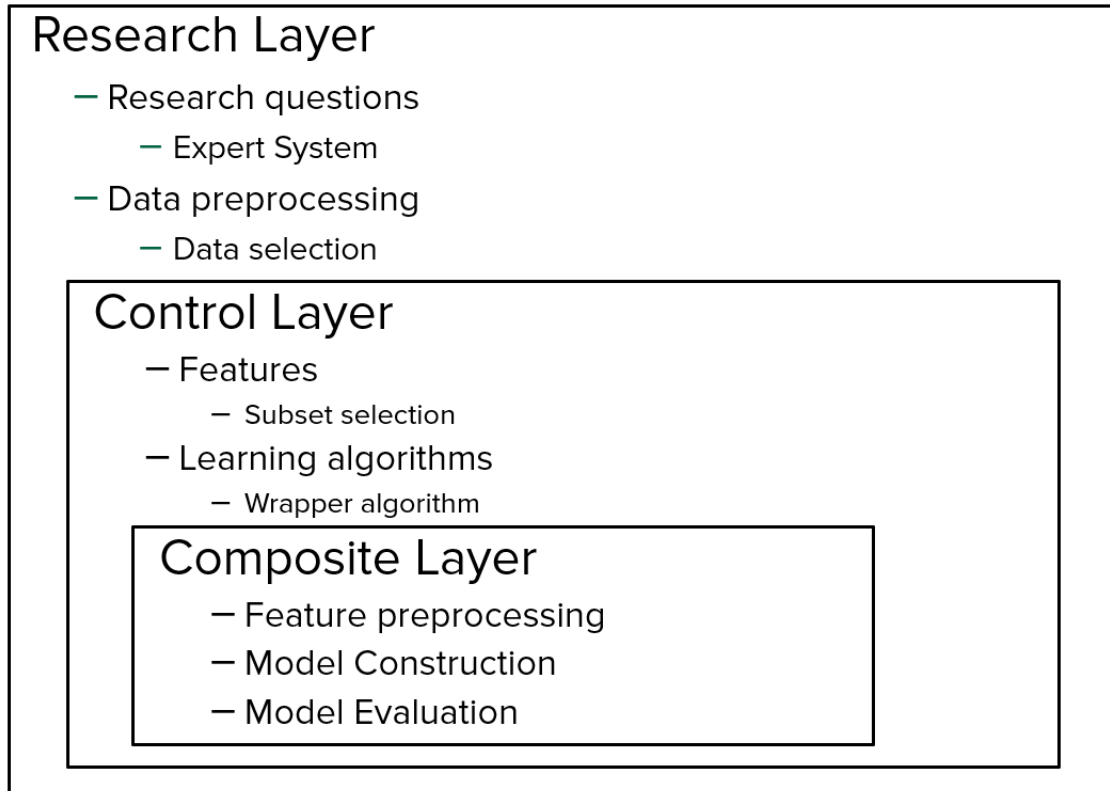 Research Layer
– Research questions
– Expert System
– Data preprocessing
– Data selection
Control Layer
– Features
– Subset selection
– Learning algorithms
– Wrapper algorithm
Composite Layer
– Feature preprocessing
– Model Construction
– Model Evaluation